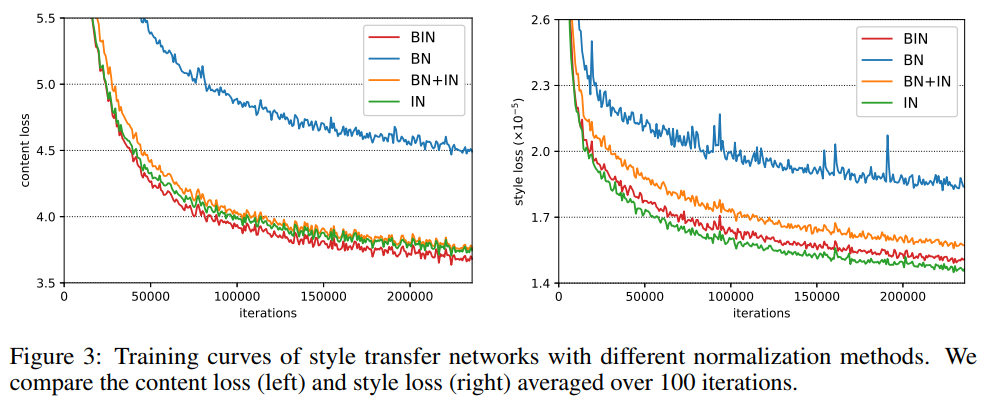 5.5
5.0
4.5
4.0
3.5
content loss
0 50000 100000 150000 200000
iterations
BIN
BN
BN+IN
IN
2.6
2.3
2.0
1.7
1.4
style loss (×10⁻⁵)
0 50000 100000 150000 200000
iterations
BIN
BN
BN+IN
IN
Figure 3: Training curves of style transfer networks with different normalization methods. We
compare the content loss (left) and style loss (right) averaged over 100 iterations.